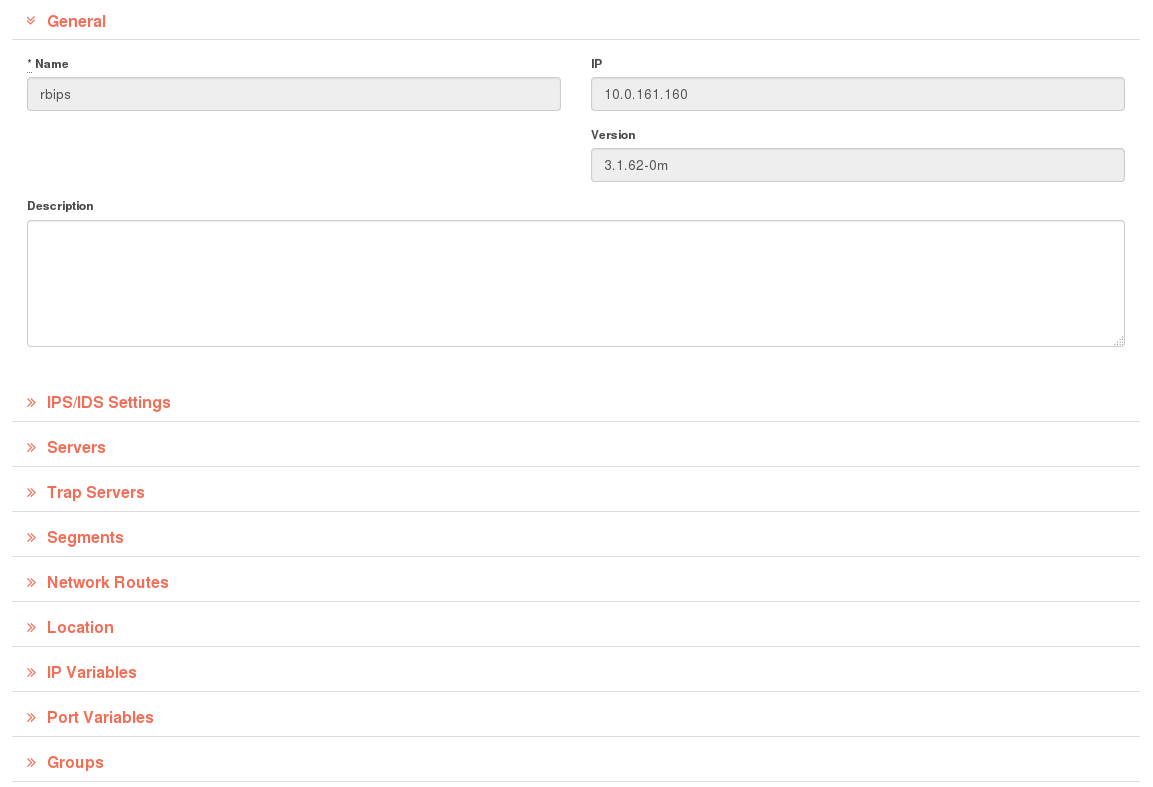 General
* Name
IP
rbips
10.0.161.160
Version
3.1.62-0m
Description
IPS/IDS Settings
Servers
Trap Servers
Segments
Network Routes
Location
IP Variables
Port Variables
Groups